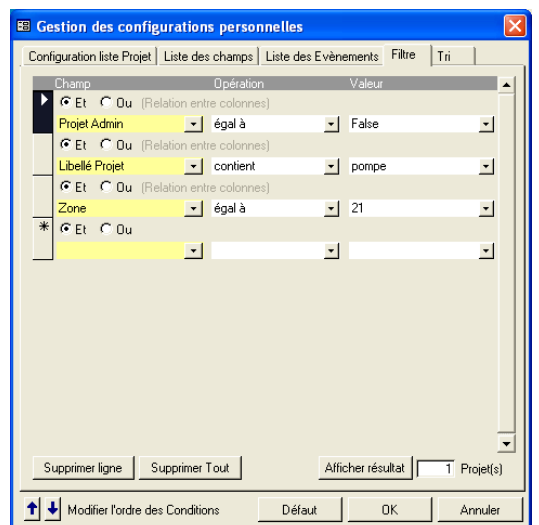 Gestion des configurations personnelles
Configuration liste Projet Liste des champs Liste des Evènements Filtre Tri
Champ Opération Valeur
Et Ou (Relation entre colonnes)
Projet Admin égal à False
Et Ou (Relation entre colonnes)
Libellé Projet contient pompe
Et Ou (Relation entre colonnes)
Zone égal à 21
* Et Ou
Supprimer ligne Supprimer Tout Afficher résultat 1 Projet(s)
Modifier l'ordre des Conditions Défaut OK Annuler